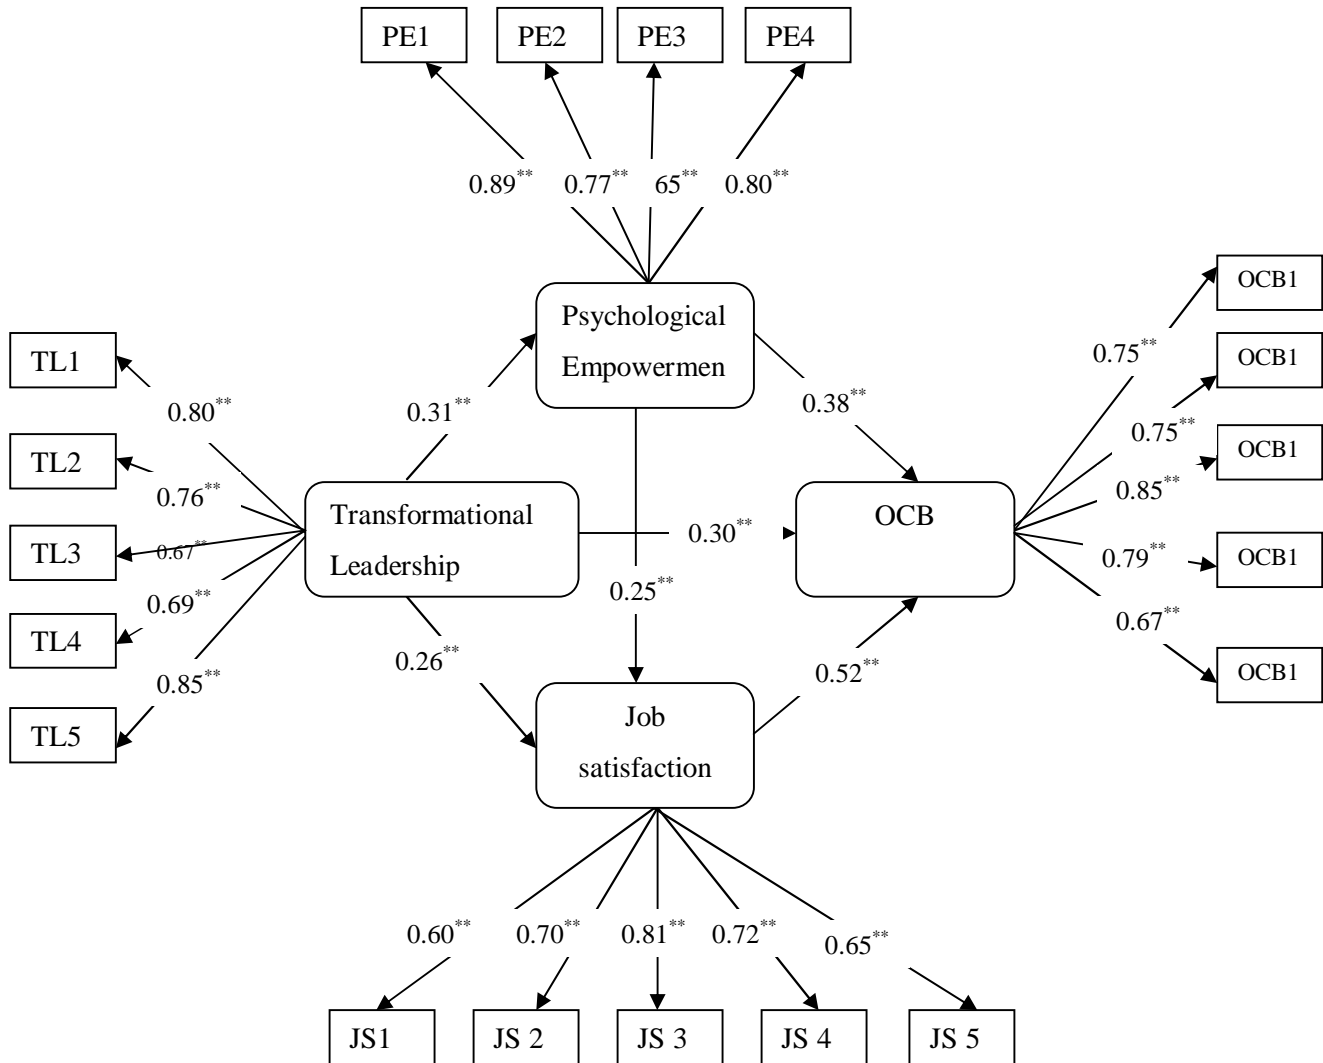 PE1 PE2 PE3 PE4
0.89** 0.77** 65** 0.80**
OCB1
Psychological
Empowermen
TL1
0.75**
OCB1
0.80**
0.31**
0.38**
0.75**
TL2
OCB1
0.76**
0.85**
Transformational
Leadership
OCB
0.30**
TL3
0.67**
0.79**
OCB1
0.69**
0.25**
0.67**
TL4
0.26**
0.52**
OCB1
0.85**
TL5
Job
satisfaction
0.60** 0.70** 0.81** 0.72** 0.65**
JS1 JS 2 JS 3 JS 4 JS 5